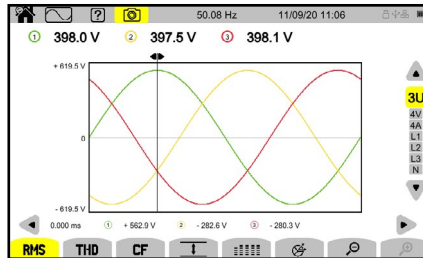 ? 50.08 Hz 11/09/20 11:06
1 398.0 V 2 397.5 V 3 398.1 V
+ 619.5 V
3U
4V
4A
L1
L2
L3
N
0
- 619.5 V
0.000 ms 1 + 562.9 V 2 - 282.6 V 3 - 280.3 V
RMS THD CF